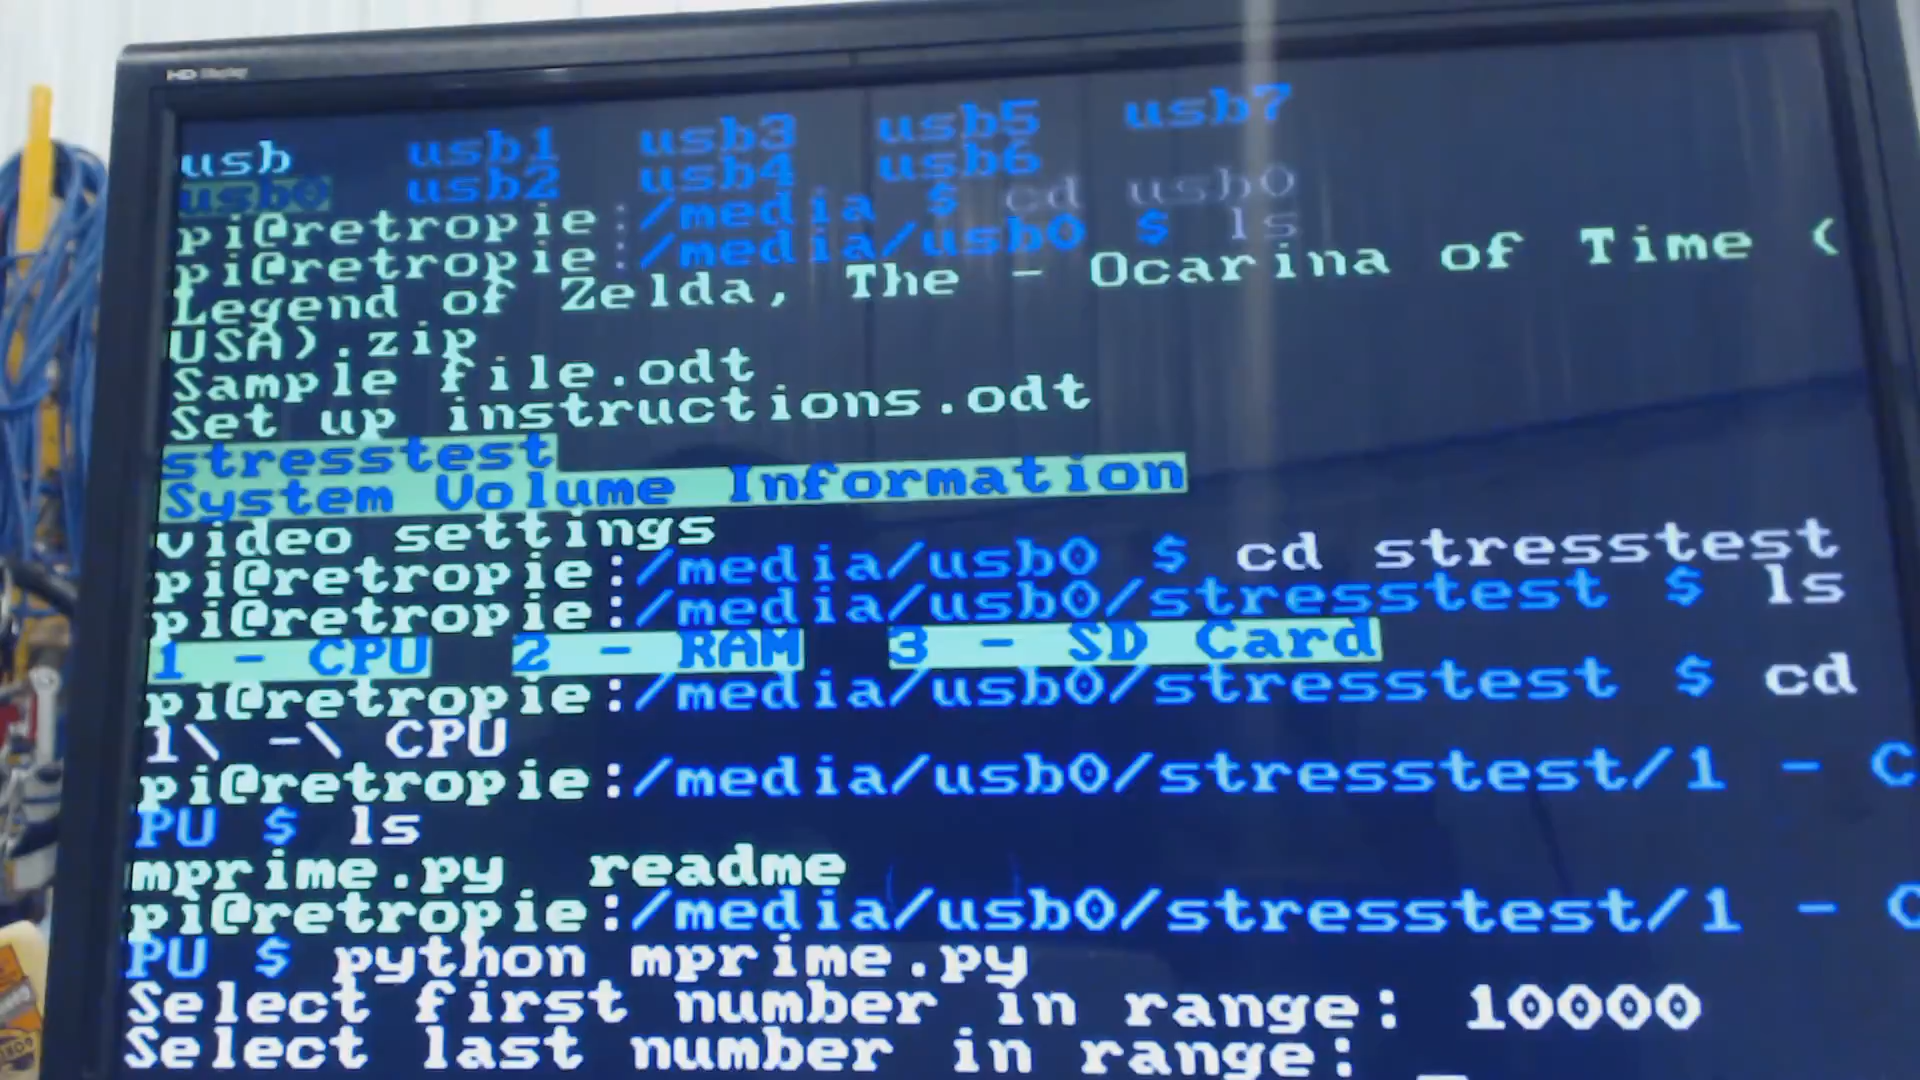 HD Display
usb usb1 usb3 usb5 usb7
usb0 usb2 usb4 usb6
pi@retropie:/media $ cd usb0
pi@retropie:/media/usb0 $ ls
Legend of Zelda, The - Ocarina of Time (
USA).zip
Sample file.odt
Set up instructions.odt
stresstest
System Volume Information
video settings
pi@retropie:/media/usb0 $ cd stresstest
pi@retropie:/media/usb0/stresstest $ ls
1 - CPU 2 - RAM 3 - SD Card
pi@retropie:/media/usb0/stresstest $ cd
1\ -\ CPU
pi@retropie:/media/usb0/stresstest/1 - C
PU $ ls
mprime.py readme
pi@retropie:/media/usb0/stresstest/1 - C
PU $ python mprime.py
Select first number in range: 10000
Select last number in range: _